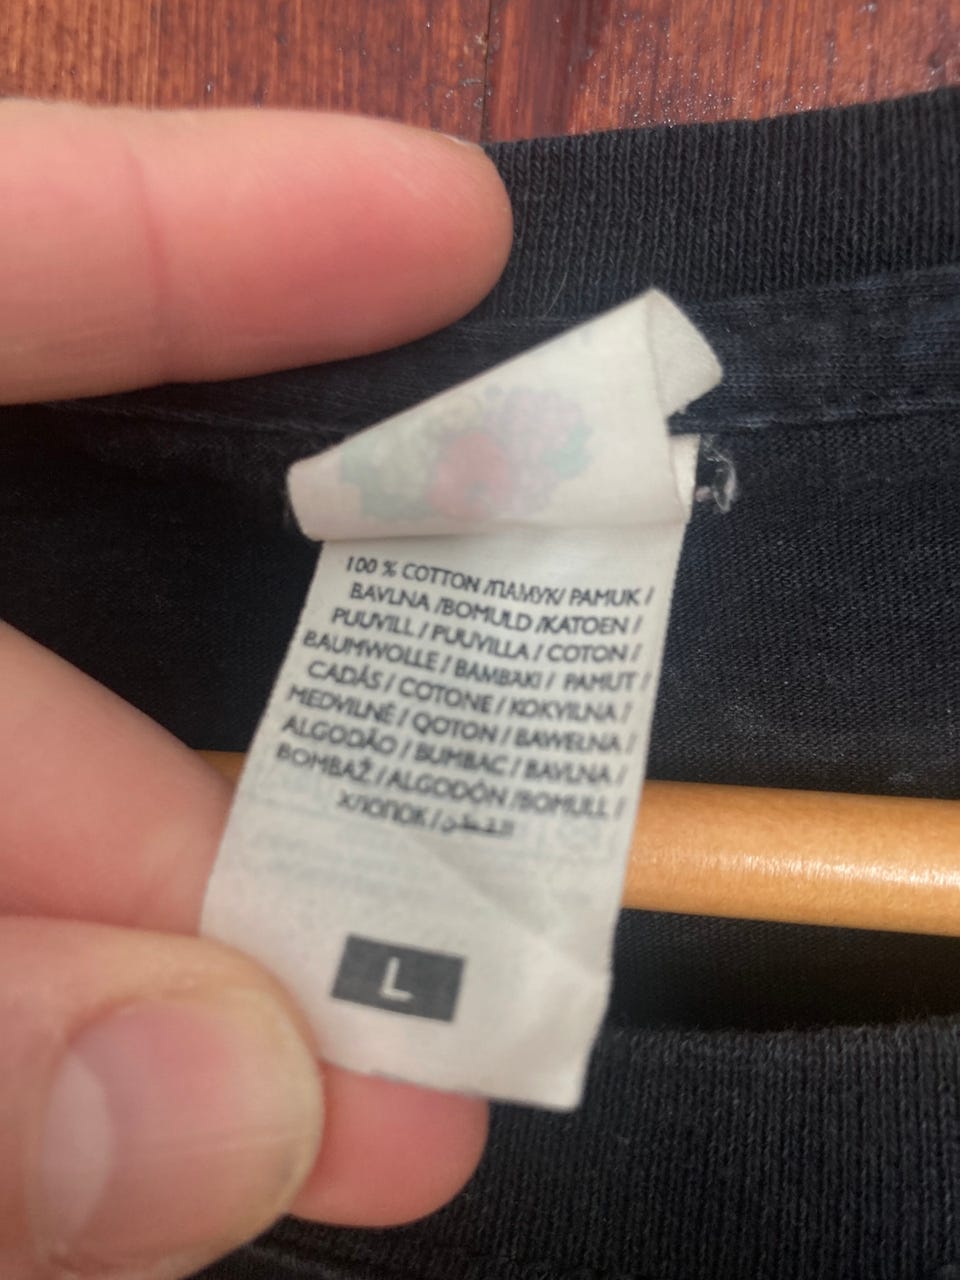 100 % COTTON /ПАМУК/ PAMUK /
BAVLNA /BOMULD /KATOEN /
PUUVILL / PUUVILLA / COTON /
BAUMWOLLE / ΒΑΜΒΑΚΙ / PAMUT /
CADÁS / COTONE / KOKVILNA /
MEDVILNĖ / QOTON / BAWEŁNA /
ALGODÃO / BUMBAC / BAVLNA /
BOMBAŽ / ALGODÓN /BOMULL /
ХЛОПОК / القطن
L